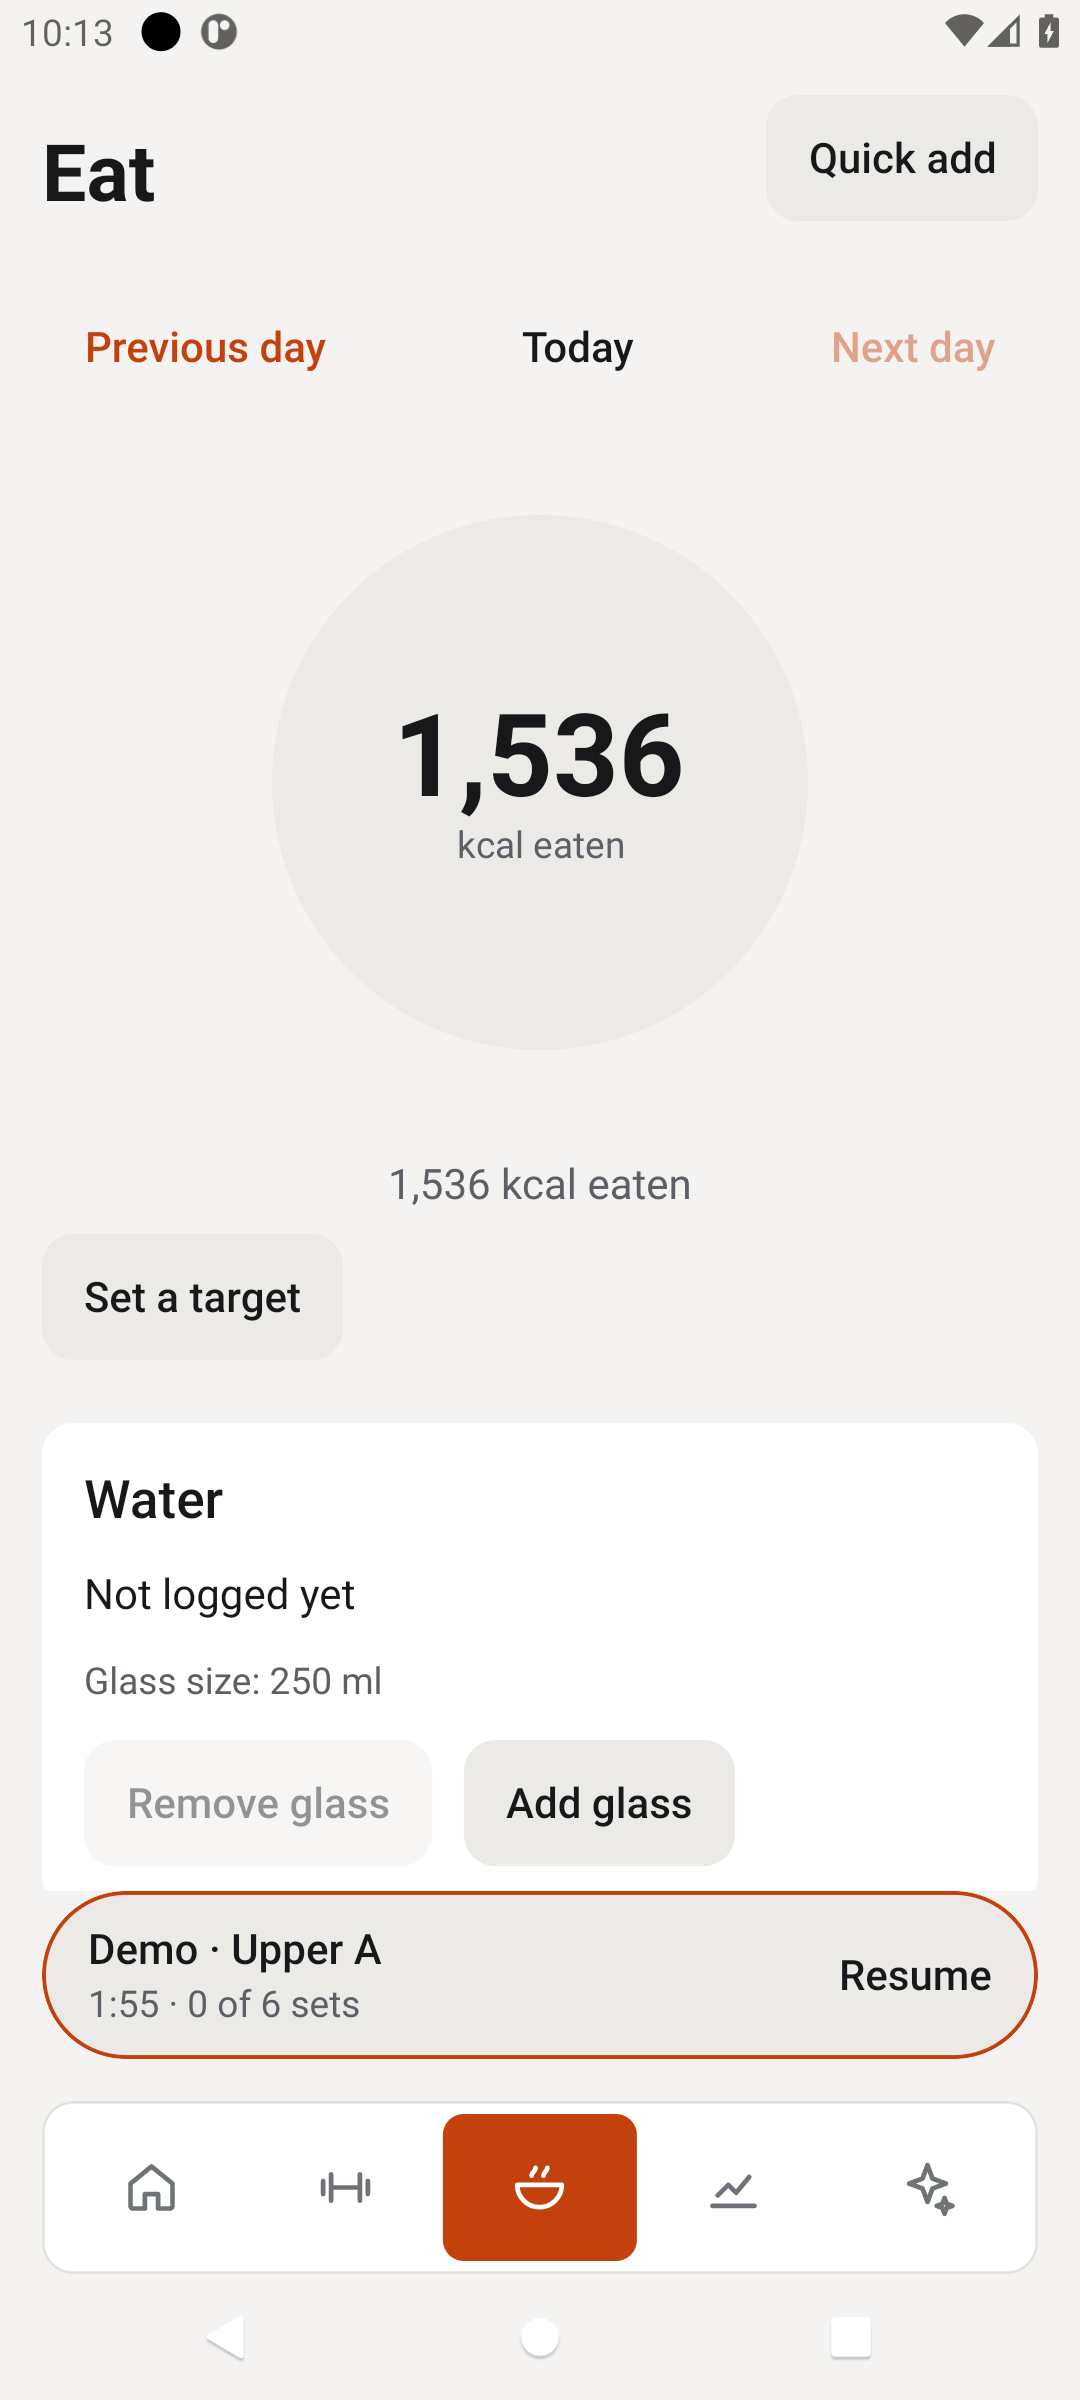 10:13
Eat
Quick add
Previous day
Today
Next day
1,536
kcal eaten
1,536 kcal eaten
Set a target
Water
Not logged yet
Glass size: 250 ml
Remove glass
Add glass
Demo · Upper A
1:55 · 0 of 6 sets
Resume